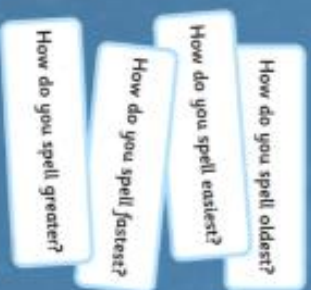 How do you spell greater?
How do you spell fastest?
How do you spell easiest?
How do you spell oldest?